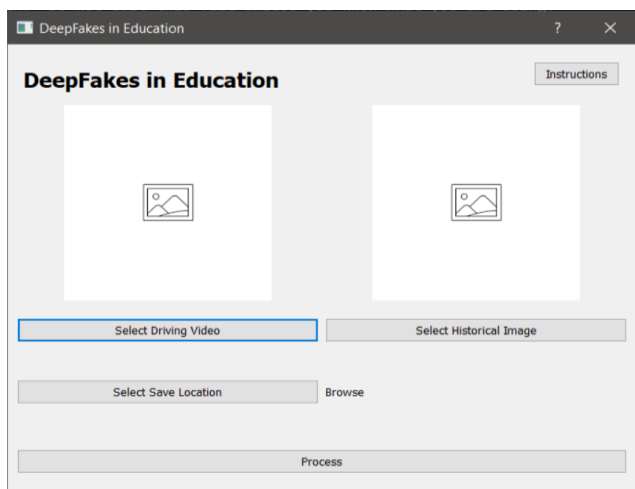 DeepFakes in Education
DeepFakes in Education
Instructions
Select Driving Video
Select Historical Image
Select Save Location
Browse
Process